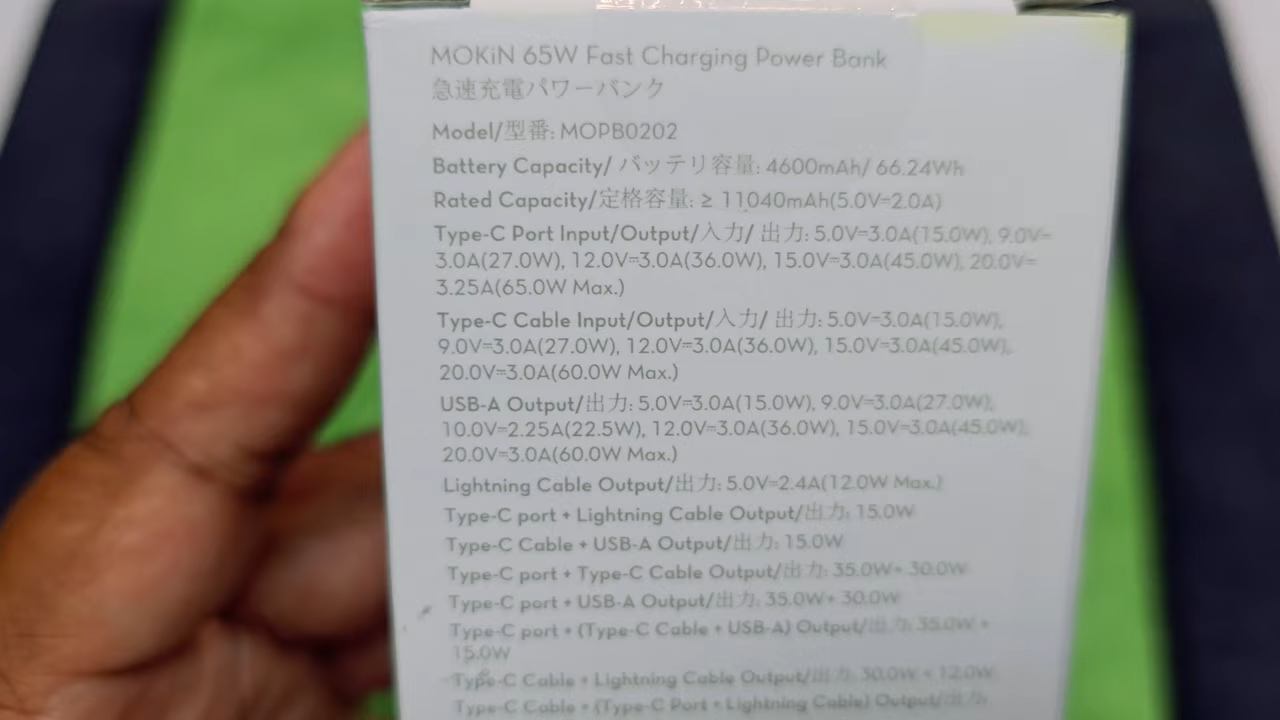 MOKiN 65W Fast Charging Power Bank
急速充電パワーバンク
Model/型番: MOPB0202
Battery Capacity/ バッテリ容量: 4600mAh/ 66.24Wh
Rated Capacity/定格容量: ≥ 11040mAh(5.0V=2.0A)
Type-C Port Input/Output/入力/ 出力: 5.0V=3.0A(15.0W), 9.0V=
3.0A(27.0W), 12.0V=3.0A(36.0W), 15.0V=3.0A(45.0W), 20.0V=
3.25A(65.0W Max.)
Type-C Cable Input/Output/入力/ 出力: 5.0V=3.0A(15.0W),
9.0V=3.0A(27.0W), 12.0V=3.0A(36.0W), 15.0V=3.0A(45.0W),
20.0V=3.0A(60.0W Max.)
USB-A Output/出力: 5.0V=3.0A(15.0W), 9.0V=3.0A(27.0W),
10.0V=2.25A(22.5W), 12.0V=3.0A(36.0W), 15.0V=3.0A(45.0W),
20.0V=3.0A(60.0W Max.)
Lightning Cable Output/出力: 5.0V=2.4A(12.0W Max.)
Type-C port + Lightning Cable Output/出力: 15.0W
Type-C Cable + USB-A Output/出力: 15.0W
Type-C port + Type-C Cable Output/出力: 35.0W+ 30.0W
Type-C port + USB-A Output/出力: 35.0W+ 30.0W
Type-C port + (Type-C Cable + USB-A) Output/出力: 35.0W +
15.0W
Type-C Cable + Lightning Cable Output/出力: 30.0W + 12.0W
Type-C Cable + (Type-C Port + Lightning Cable) Output/出力: